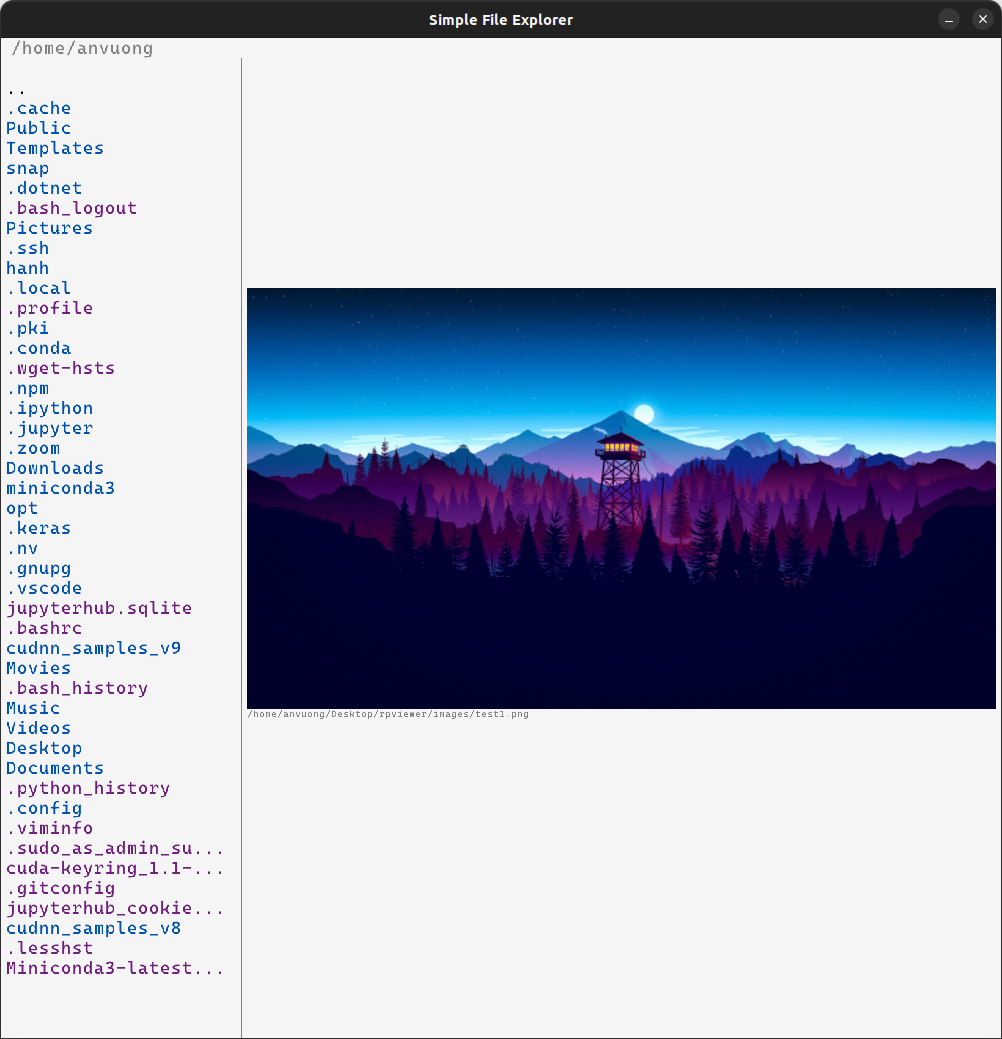 Simple File Explorer
/home/anvuong
..
.cache
Public
Templates
snap
.dotnet
.bash_logout
Pictures
.ssh
hanh
.local
.profile
.pki
.conda
.wget-hsts
.npm
.ipython
.jupyter
.zoom
Downloads
miniconda3
opt
.keras
.nv
.gnupg
.vscode
jupyterhub.sqlite
.bashrc
cudnn_samples_v9
Movies
.bash_history
Music
Videos
Desktop
Documents
.python_history
.config
.viminfo
.sudo_as_admin_su...
cuda-keyring_1.1-...
.gitconfig
jupyterhub_cookie...
cudnn_samples_v8
.lesshst
Miniconda3-latest...
/home/anvuong/Desktop/rpviewer/images/test1.png